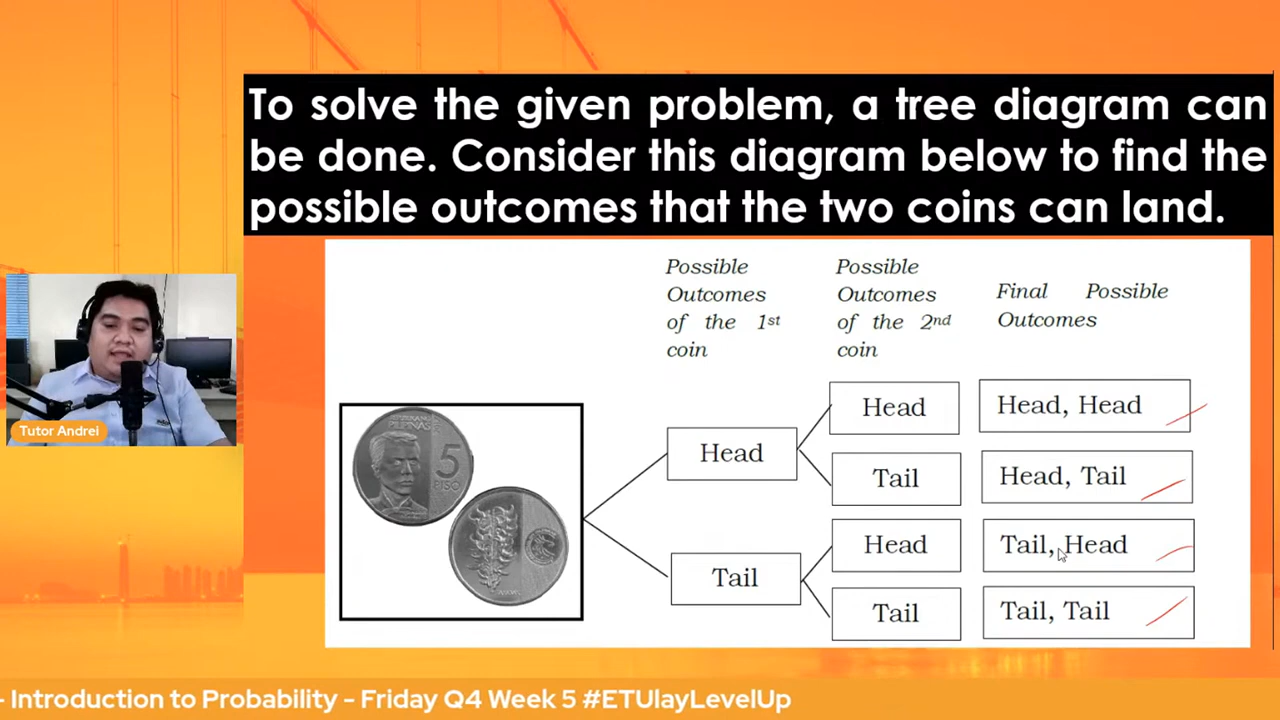 To solve the given problem, a tree diagram can
be done. Consider this diagram below to find the
possible outcomes that the two coins can land.
Possible
Outcomes
of the 1st
coin
Possible
Outcomes
of the 2nd
coin
Final Possible
Outcomes
PILIPINAS
5
PISO
Head
Tail
Head
Tail
Head
Tail
Head, Head
Head, Tail
Tail, Head
Tail, Tail
Tutor Andrei
- Introduction to Probability - Friday Q4 Week 5 #ETUlayLevelUp